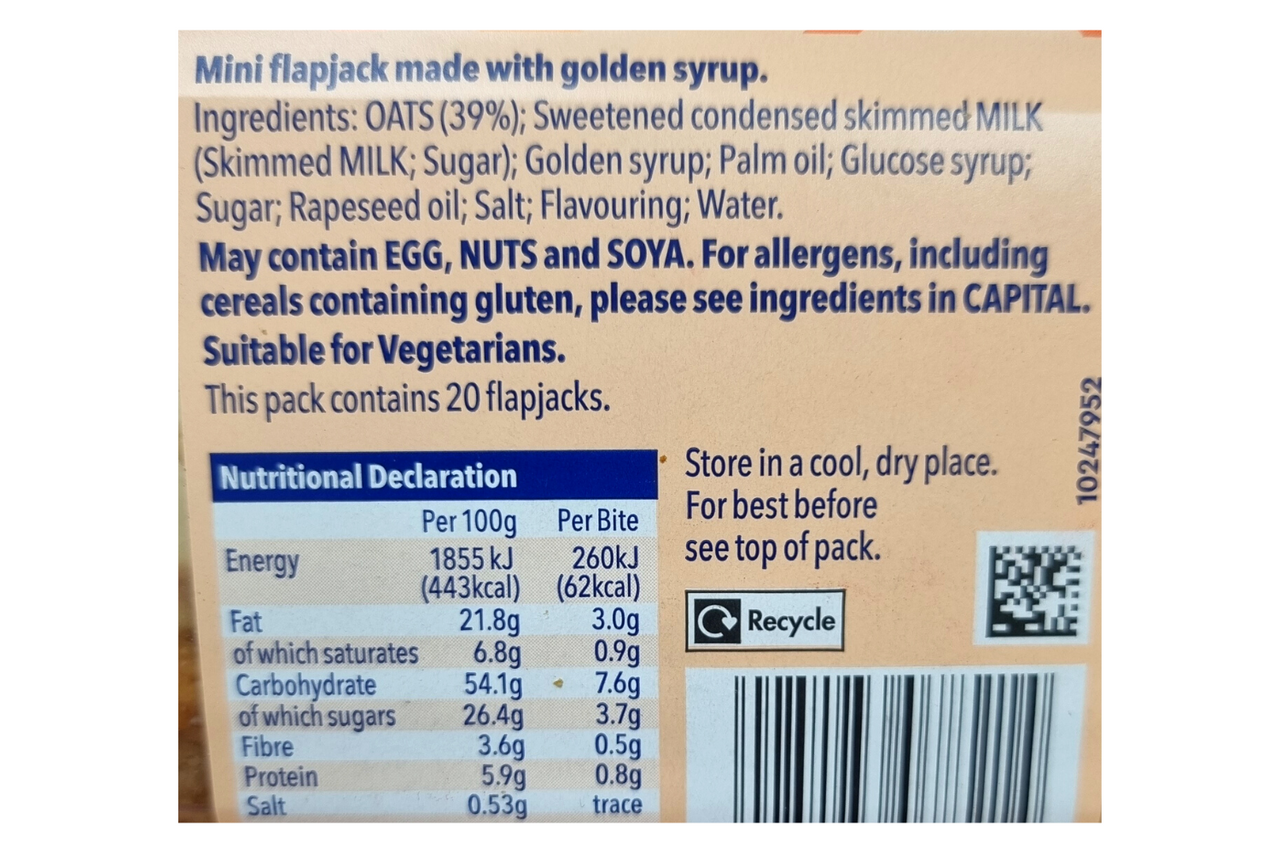 Mini flapjack made with golden syrup.
Ingredients: OATS (39%); Sweetened condensed skimmed MILK
(Skimmed MILK; Sugar); Golden syrup; Palm oil; Glucose syrup;
Sugar; Rapeseed oil; Salt; Flavouring; Water.
May contain EGG, NUTS and SOYA. For allergens, including
cereals containing gluten, please see ingredients in CAPITAL.
Suitable for Vegetarians.
This pack contains 20 flapjacks.
Nutritional Declaration
Per 100g Per Bite
Energy 1855 kJ 260kJ
(443kcal) (62kcal)
Fat 21.8g 3.0g
of which saturates 6.8g 0.9g
Carbohydrate 54.1g 7.6g
of which sugars 26.4g 3.7g
Fibre 3.6g 0.5g
Protein 5.9g 0.8g
Salt 0.53g trace
Store in a cool, dry place.
For best before
see top of pack.
Recycle
10247952